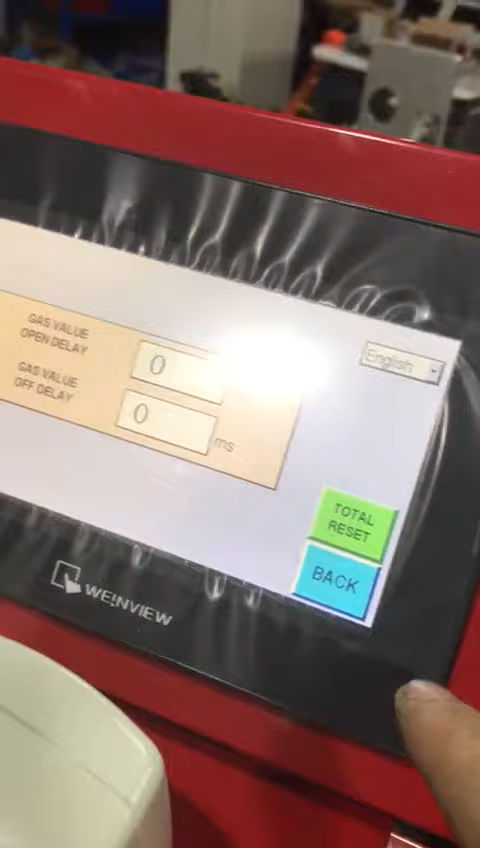 GAS VALUE
OPEN DELAY
0
GAS VALUE
OFF DELAY
0
ms
English
TOTAL
RESET
BACK
WEINVIEW